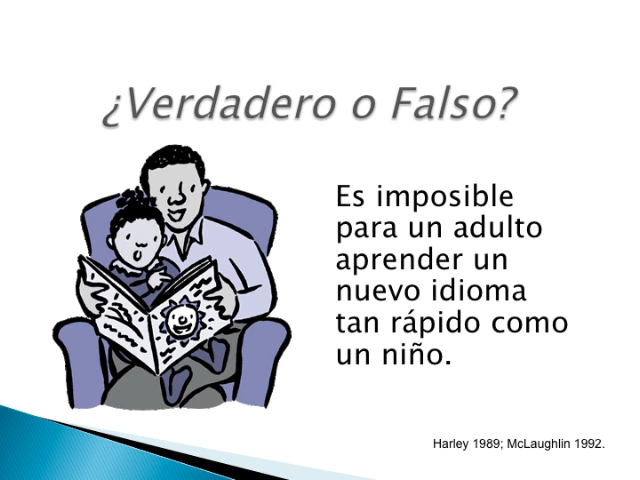 ¿Verdadero o Falso?
Es imposible
para un adulto
aprender un
nuevo idioma
tan rápido como
un niño.
Harley 1989; McLaughlin 1992.